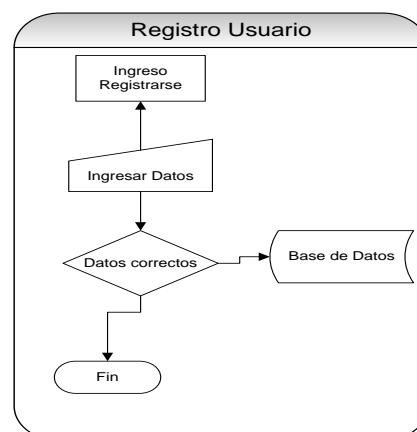 Registro Usuario
Ingreso
Registrarse
Ingresar Datos
Datos correctos
Base de Datos
Fin